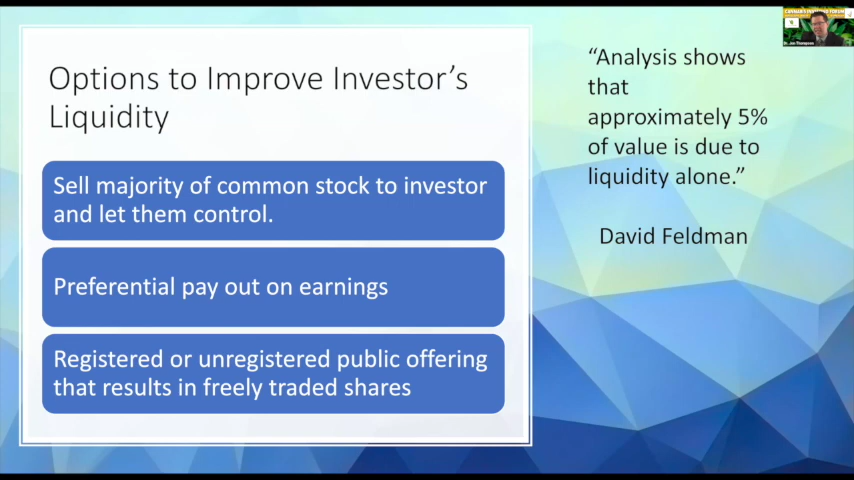 Options to Improve Investor's
Liquidity
Sell majority of common stock to investor
and let them control.
Preferential pay out on earnings
Registered or unregistered public offering
that results in freely traded shares
“Analysis shows
that
approximately 5%
of value is due to
liquidity alone.”
David Feldman